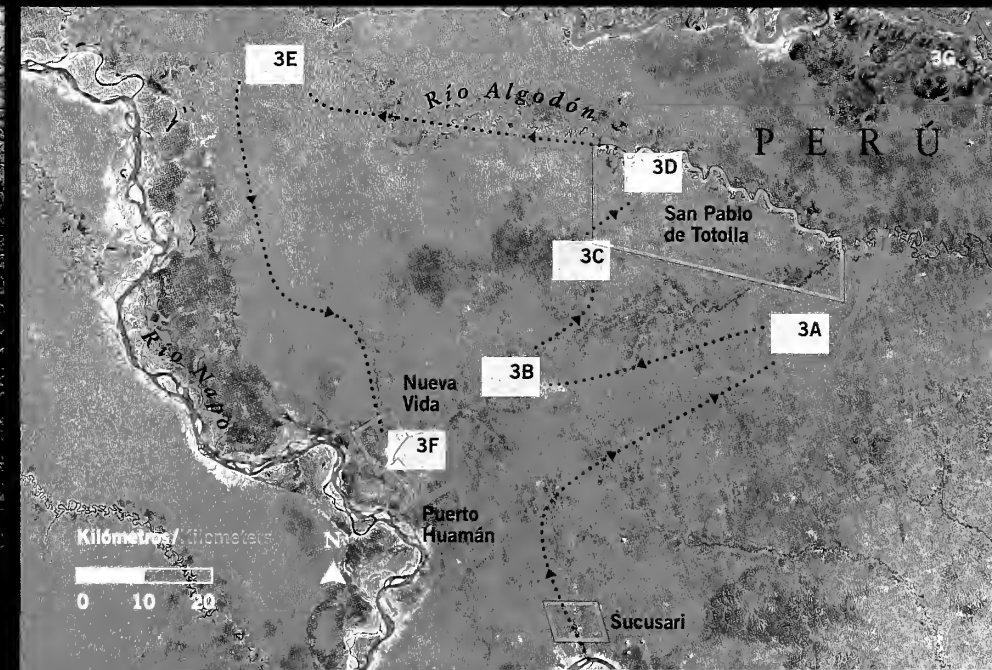 3E
3G
Río Algodón
PERÚ
3D
San Pablo
de Totolla
3C
3A
Río Napo
3B
Nueva
Vida
3F
Puerto
Huamán
Kilómetros/Kilometers
N
0 10 20
Sucusari